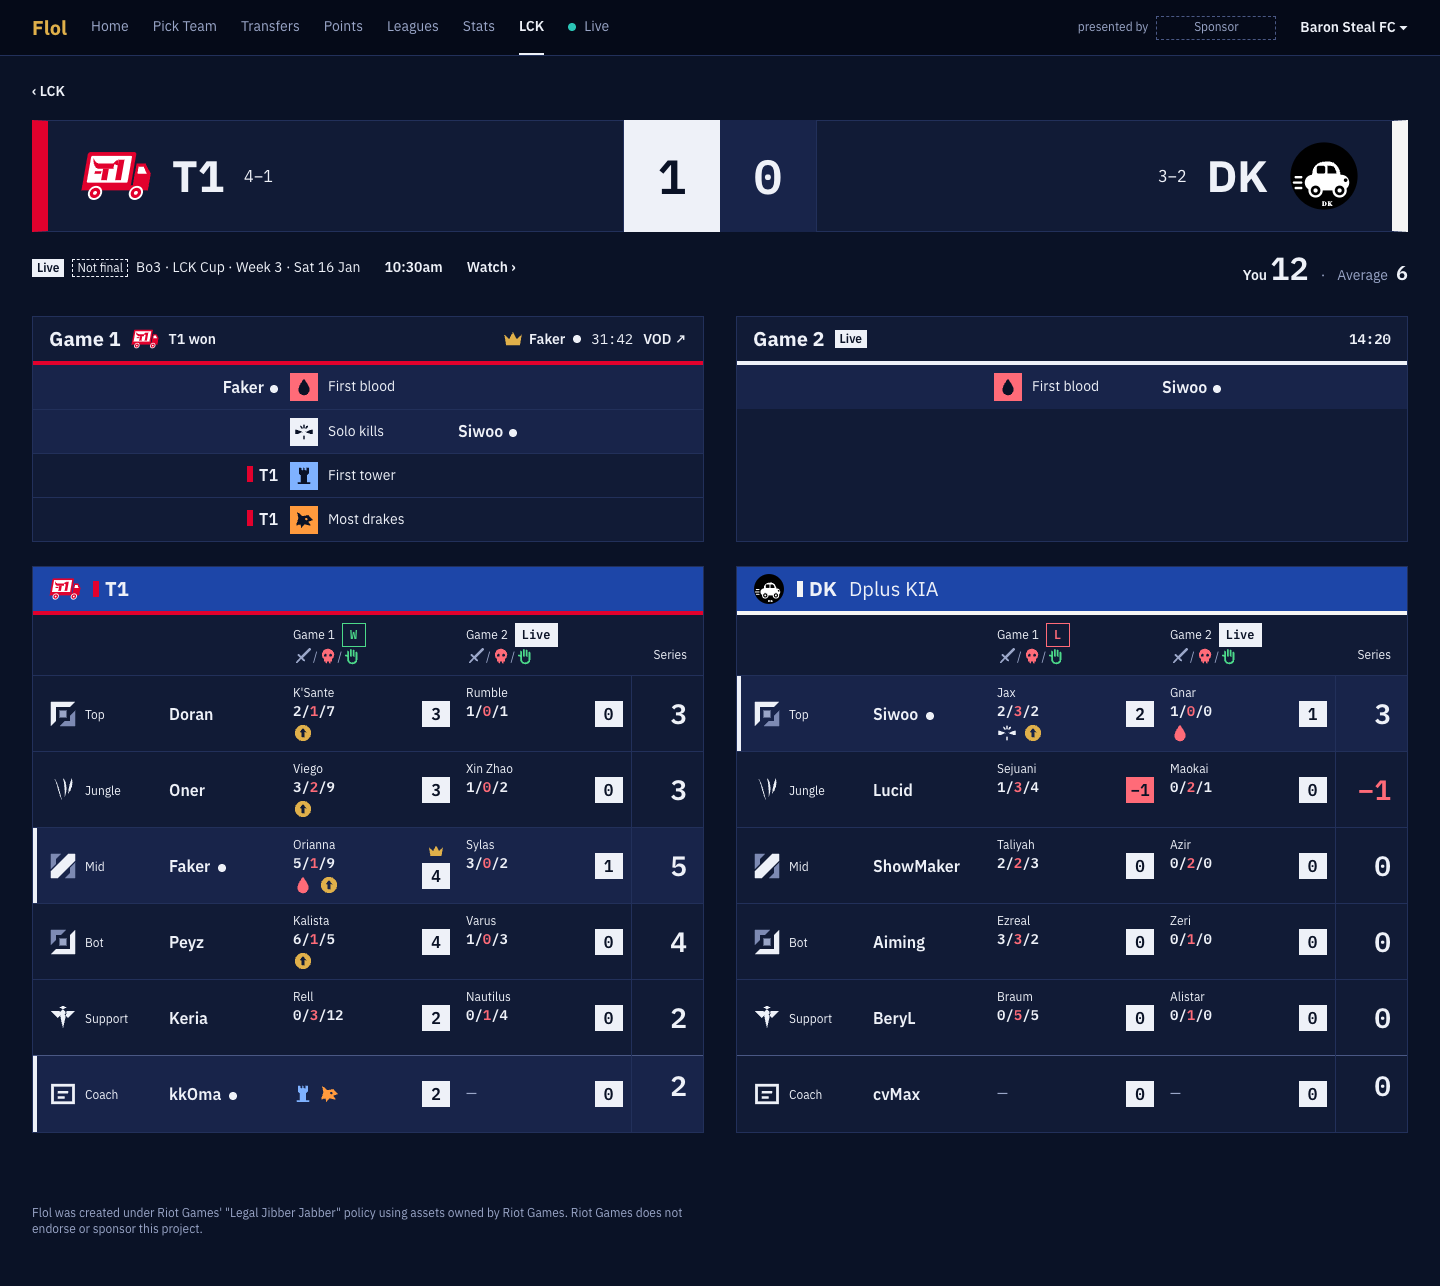 Flol Home Pick Team Transfers Points Leagues Stats LCK Live presented by Sponsor Baron Steal FC
‹ LCK
T1 T1 4–1 1 0 3–2 DK DK
Live Not final Bo3 · LCK Cup · Week 3 · Sat 16 Jan 10:30am Watch › You 12 · Average 6
Game 1 T1 T1 won Faker 31:42 VOD ↗
Faker First blood
Solo kills Siwoo
T1 First tower
T1 Most drakes
Game 2 Live 14:20
First blood Siwoo
T1 T1
Game 1 W Game 2 Live
/ / / / Series
Top Doran K'Sante 2/1/7 3 Rumble 1/0/1 0 3
Jungle Oner Viego 3/2/9 3 Xin Zhao 1/0/2 0 3
Mid Faker Orianna 5/1/9 4 Sylas 3/0/2 1 5
Bot Peyz Kalista 6/1/5 4 Varus 1/0/3 0 4
Support Keria Rell 0/3/12 2 Nautilus 0/1/4 0 2
Coach kkOma 2 – 0 2
DK Dplus KIA
Game 1 L Game 2 Live
/ / / / Series
Top Siwoo Jax 2/3/2 2 Gnar 1/0/0 1 3
Jungle Lucid Sejuani 1/3/4 −1 Maokai 0/2/1 0 −1
Mid ShowMaker Taliyah 2/2/3 0 Azir 0/2/0 0 0
Bot Aiming Ezreal 3/3/2 0 Zeri 0/1/0 0 0
Support BeryL Braum 0/5/5 0 Alistar 0/1/0 0 0
Coach cvMax – 0 – 0 0
Flol was created under Riot Games' "Legal Jibber Jabber" policy using assets owned by Riot Games. Riot Games does not
endorse or sponsor this project.